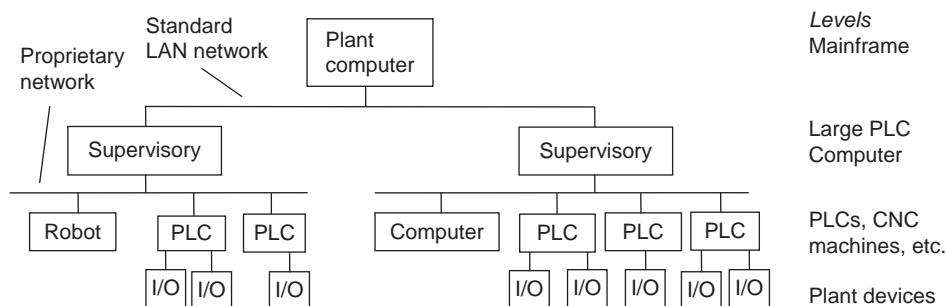 Standard
LAN network
Proprietary
network
Plant
computer
Levels
Mainframe
Supervisory
Supervisory
Large PLC
Computer
Robot
PLC
PLC
Computer
PLC
PLC
PLC
PLCs, CNC
machines, etc.
I/O
I/O
I/O
I/O
I/O
I/O
I/O
I/O
Plant devices